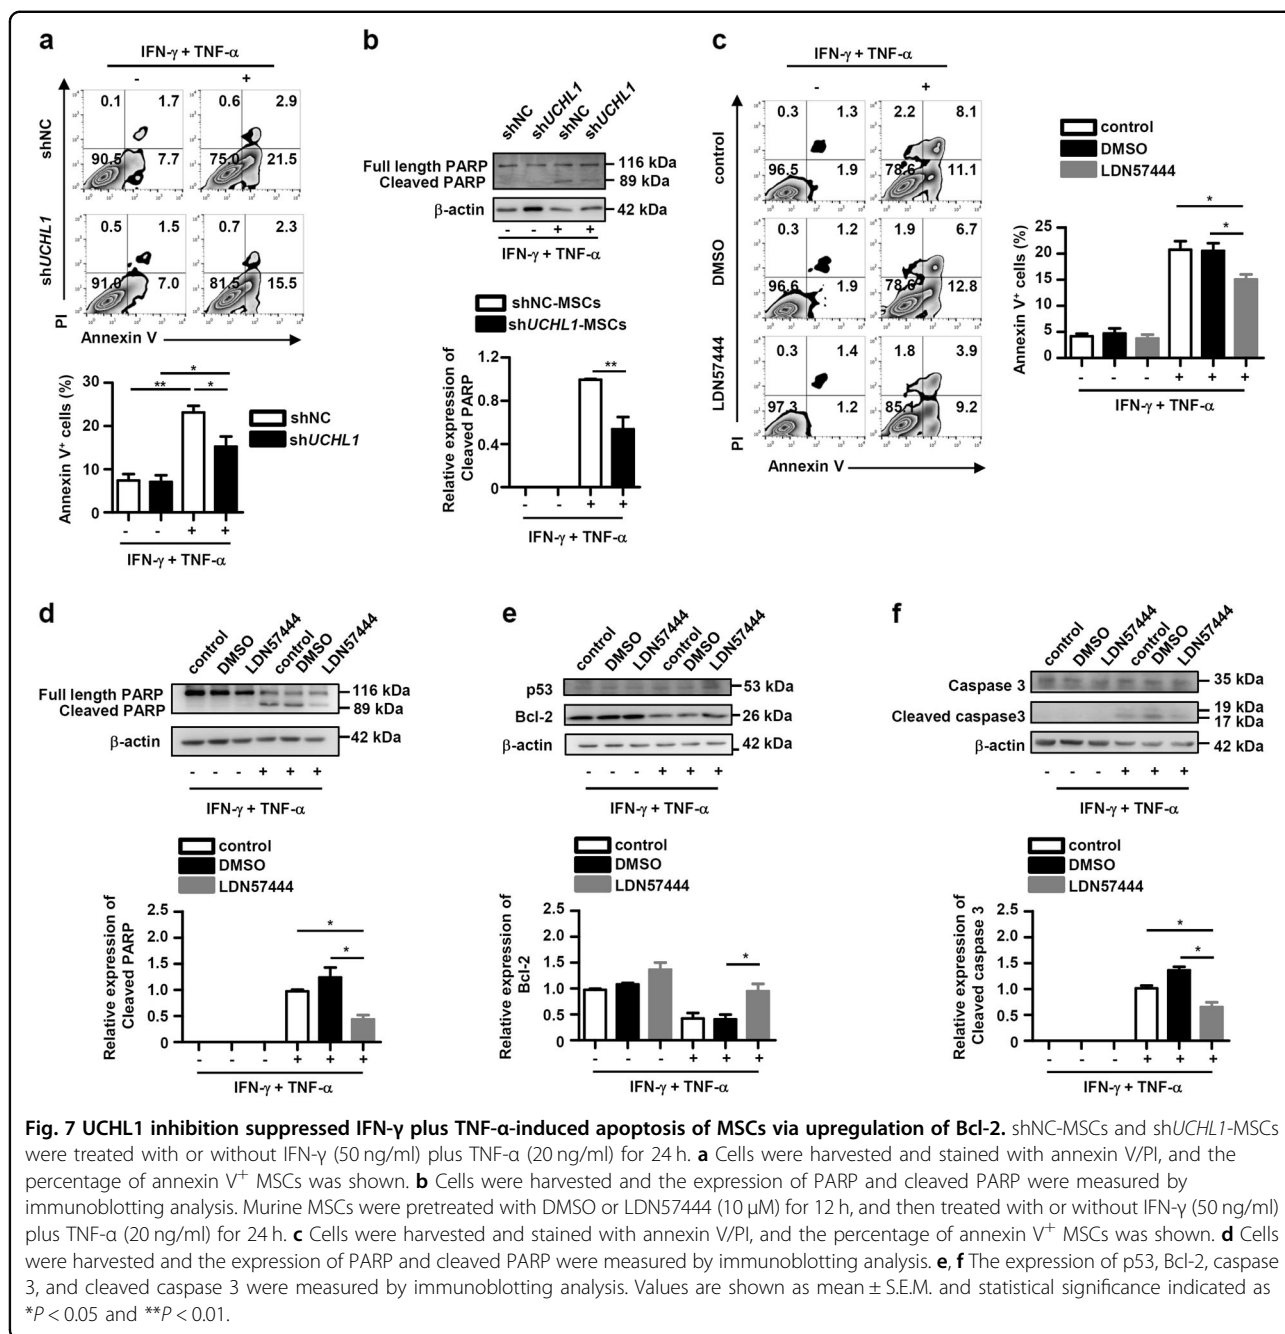 a
IFN-γ + TNF-α
- +
shNC
0.1 1.7 0.6 2.9
90.5 7.7 75.0 21.5
shUCHL1
0.5 1.5 0.7 2.3
91.0 7.0 81.5 15.5
PI
Annexin V
Annexin V+ cells (%)
30
20
10
0
** * *
shNC
shUCHL1
- - + +
IFN-γ + TNF-α
b
shNC shUCHL1 shNC shUCHL1
Full length PARP 116 kDa
Cleaved PARP 89 kDa
β-actin 42 kDa
- - + +
IFN-γ + TNF-α
shNC-MSCs
shUCHL1-MSCs
Relative expression of
Cleaved PARP
1.2
0.8
0.4
0
**
- - + +
IFN-γ + TNF-α
c
IFN-γ + TNF-α
- +
control
0.3 1.3 2.2 8.1
96.5 1.9 78.6 11.1
DMSO
0.3 1.2 1.9 6.7
96.6 1.9 78.6 12.8
LDN57444
0.3 1.4 1.8 3.9
97.3 1.2 85.1 9.2
PI
Annexin V
control
DMSO
LDN57444
Annexin V+ cells (%)
25
20
15
10
5
0
*
*
- - - + + +
IFN-γ + TNF-α
d
control DMSO LDN57444 control DMSO LDN57444
Full length PARP 116 kDa
Cleaved PARP 89 kDa
β-actin 42 kDa
- - - + + +
IFN-γ + TNF-α
control
DMSO
LDN57444
Relative expression of
Cleaved PARP
2.5
2.0
1.5
1.0
0.5
0
*
*
- - - + + +
IFN-γ + TNF-α
e
control DMSO LDN57444 control DMSO LDN57444
p53 53 kDa
Bcl-2 26 kDa
β-actin 42 kDa
- - - + + +
IFN-γ + TNF-α
control
DMSO
LDN57444
Relative expression of
Bcl-2
2.5
2.0
1.5
1.0
0.5
0
*
- - - + + +
IFN-γ + TNF-α
f
control DMSO LDN57444 control DMSO LDN57444
Caspase 3 35 kDa
Cleaved caspase3 19 kDa
17 kDa
β-actin 42 kDa
- - - + + +
IFN-γ + TNF-α
control
DMSO
LDN57444
Relative expression of
Cleaved caspase 3
2.5
2.0
1.5
1.0
0.5
0
*
*
- - - + + +
IFN-γ + TNF-α
Fig. 7 UCHL1 inhibition suppressed IFN-γ plus TNF-α-induced apoptosis of MSCs via upregulation of Bcl-2. shNC-MSCs and shUCHL1-MSCs
were treated with or without IFN-γ (50 ng/ml) plus TNF-α (20 ng/ml) for 24 h. a Cells were harvested and stained with annexin V/PI, and the
percentage of annexin V+ MSCs was shown. b Cells were harvested and the expression of PARP and cleaved PARP were measured by
immunoblotting analysis. Murine MSCs were pretreated with DMSO or LDN57444 (10 μM) for 12 h, and then treated with or without IFN-γ (50 ng/ml)
plus TNF-α (20 ng/ml) for 24 h. c Cells were harvested and stained with annexin V/PI, and the percentage of annexin V+ MSCs was shown. d Cells
were harvested and the expression of PARP and cleaved PARP were measured by immunoblotting analysis. e, f The expression of p53, Bcl-2, caspase
3, and cleaved caspase 3 were measured by immunoblotting analysis. Values are shown as mean ± S.E.M. and statistical significance indicated as
*P < 0.05 and **P < 0.01.